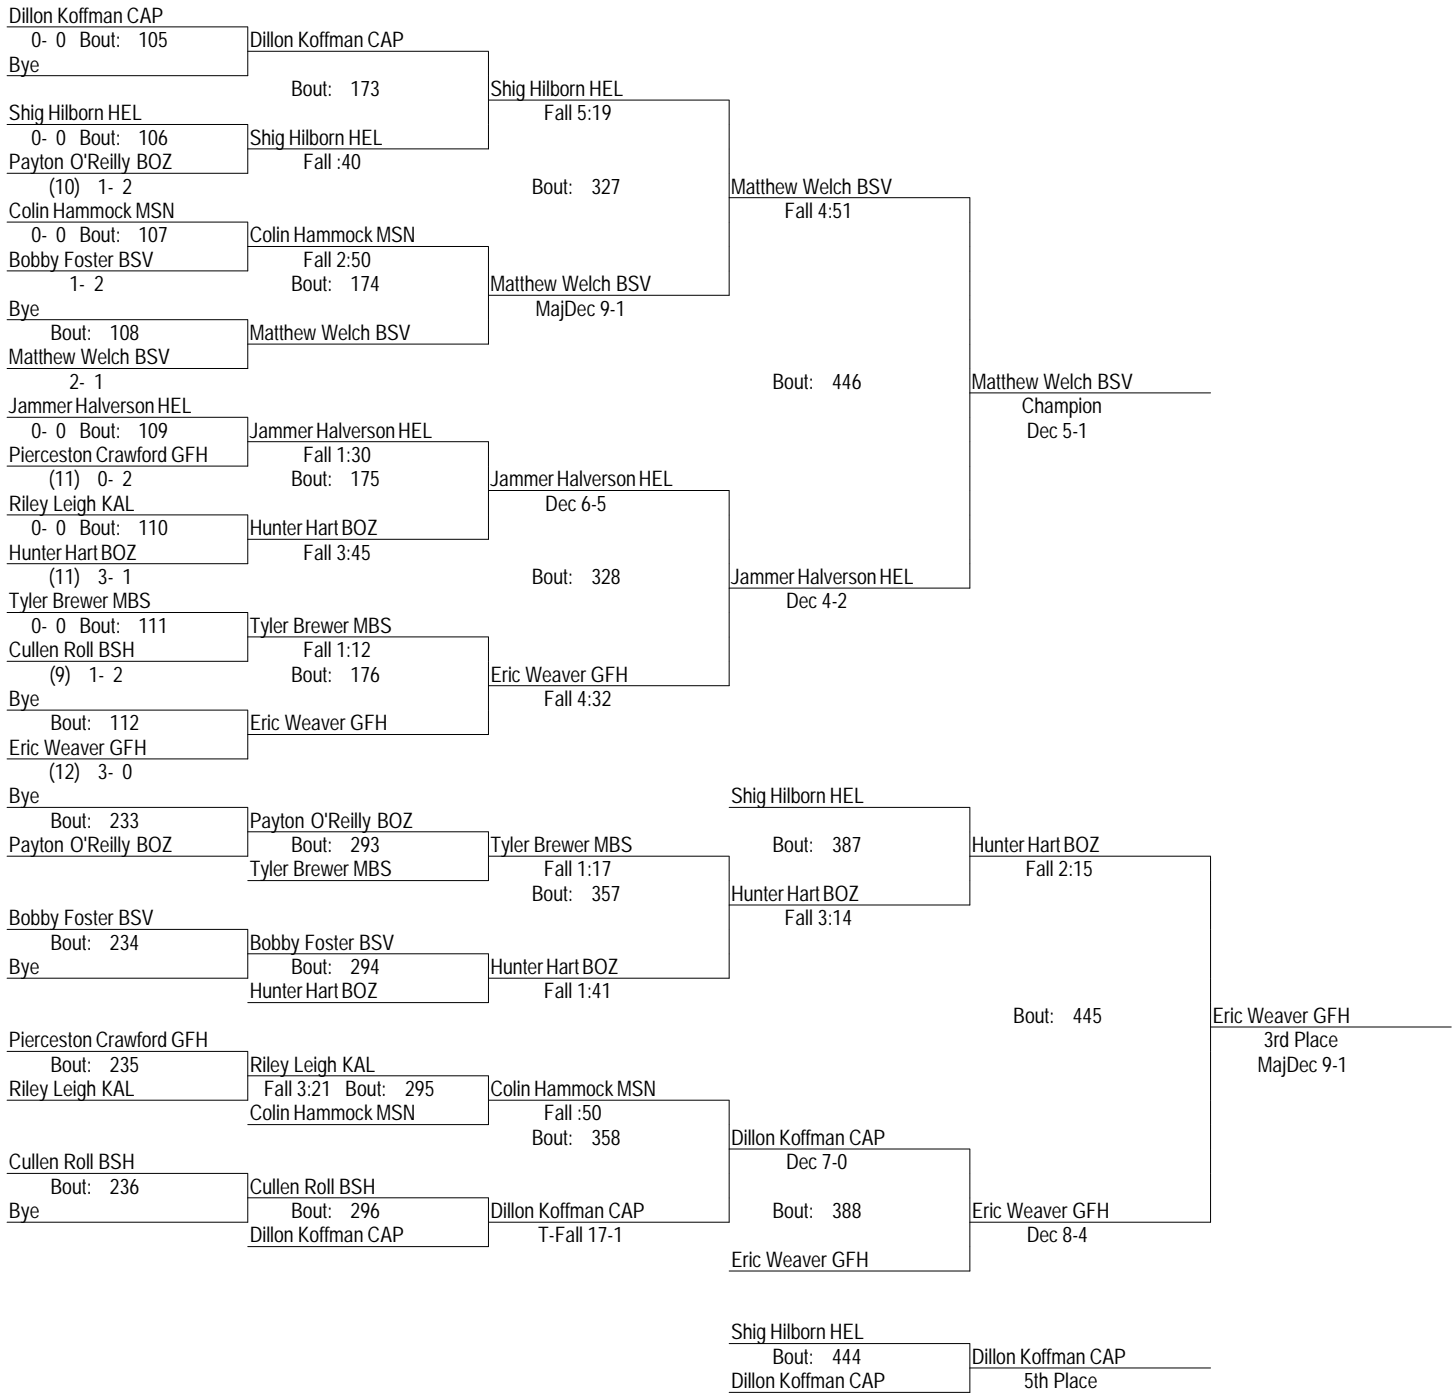 Dillon Koffman CAP
0- 0 Bout: 105 Dillon Koffman CAP
Bye
Bout: 173 Shig Hilborn HEL
Shig Hilborn HEL Fall 5:19
0- 0 Bout: 106 Shig Hilborn HEL
Payton O'Reilly BOZ Fall :40
(10) 1- 2 Bout: 327 Matthew Welch BSV
Colin Hammock MSN Fall 4:51
0- 0 Bout: 107 Colin Hammock MSN
Bobby Foster BSV Fall 2:50
1- 2 Bout: 174 Matthew Welch BSV
Bye MajDec 9-1
Bout: 108 Matthew Welch BSV
Matthew Welch BSV
2- 1 Bout: 446 Matthew Welch BSV
Jammer Halverson HEL Champion
0- 0 Bout: 109 Jammer Halverson HEL Dec 5-1
Pierceston Crawford GFH Fall 1:30
(11) 0- 2 Bout: 175 Jammer Halverson HEL
Riley Leigh KAL Dec 6-5
0- 0 Bout: 110 Hunter Hart BOZ
Hunter Hart BOZ Fall 3:45
(11) 3- 1 Bout: 328 Jammer Halverson HEL
Tyler Brewer MBS Dec 4-2
0- 0 Bout: 111 Tyler Brewer MBS
Cullen Roll BSH Fall 1:12
(9) 1- 2 Bout: 176 Eric Weaver GFH
Bye Fall 4:32
Bout: 112 Eric Weaver GFH
Eric Weaver GFH
(12) 3- 0
Bye Shig Hilborn HEL
Bout: 233 Payton O'Reilly BOZ
Payton O'Reilly BOZ Bout: 293 Tyler Brewer MBS Bout: 387 Hunter Hart BOZ
Tyler Brewer MBS Fall 1:17 Fall 2:15
Bout: 357 Hunter Hart BOZ
Bobby Foster BSV Fall 3:14
Bout: 234 Bobby Foster BSV
Bye Bout: 294 Hunter Hart BOZ
Hunter Hart BOZ Fall 1:41
Bout: 445 Eric Weaver GFH
Pierceston Crawford GFH 3rd Place
Bout: 235 Riley Leigh KAL MajDec 9-1
Riley Leigh KAL Fall 3:21 Bout: 295 Colin Hammock MSN
Colin Hammock MSN Fall :50
Bout: 358 Dillon Koffman CAP
Cullen Roll BSH Dec 7-0
Bout: 236 Cullen Roll BSH
Bye Bout: 296 Dillon Koffman CAP Bout: 388 Eric Weaver GFH
Dillon Koffman CAP T-Fall 17-1 Dec 8-4
Eric Weaver GFH
Shig Hilborn HEL
Bout: 444 Dillon Koffman CAP
Dillon Koffman CAP 5th Place